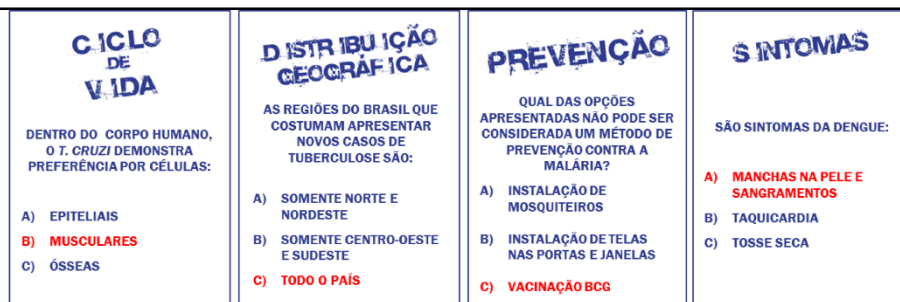 CICLO
DE
VIDA
DENTRO DO CORPO HUMANO,
O T. CRUZI DEMONSTRA
PREFERÊNCIA POR CÉLULAS:
A) EPITELIAIS
B) MUSCULARES
C) ÓSSEAS
DISTRIBUIÇÃO
GEOGRÁFICA
AS REGIÕES DO BRASIL QUE
COSTUMAM APRESENTAR
NOVOS CASOS DE
TUBERCULOSE SÃO:
A) SOMENTE NORTE E
NORDESTE
B) SOMENTE CENTRO-OESTE
E SUDESTE
C) TODO O PAÍS
PREVENÇÃO
QUAL DAS OPÇÕES
APRESENTADAS NÃO PODE SER
CONSIDERADA UM MÉTODO DE
PREVENÇÃO CONTRA A
MALÁRIA?
A) INSTALAÇÃO DE
MOSQUITEIROS
B) INSTALAÇÃO DE TELAS
NAS PORTAS E JANELAS
C) VACINAÇÃO BCG
SINTOMAS
SÃO SINTOMAS DA DENGUE:
A) MANCHAS NA PELE E
SANGRAMENTOS
B) TAQUICARDIA
C) TOSSE SECA